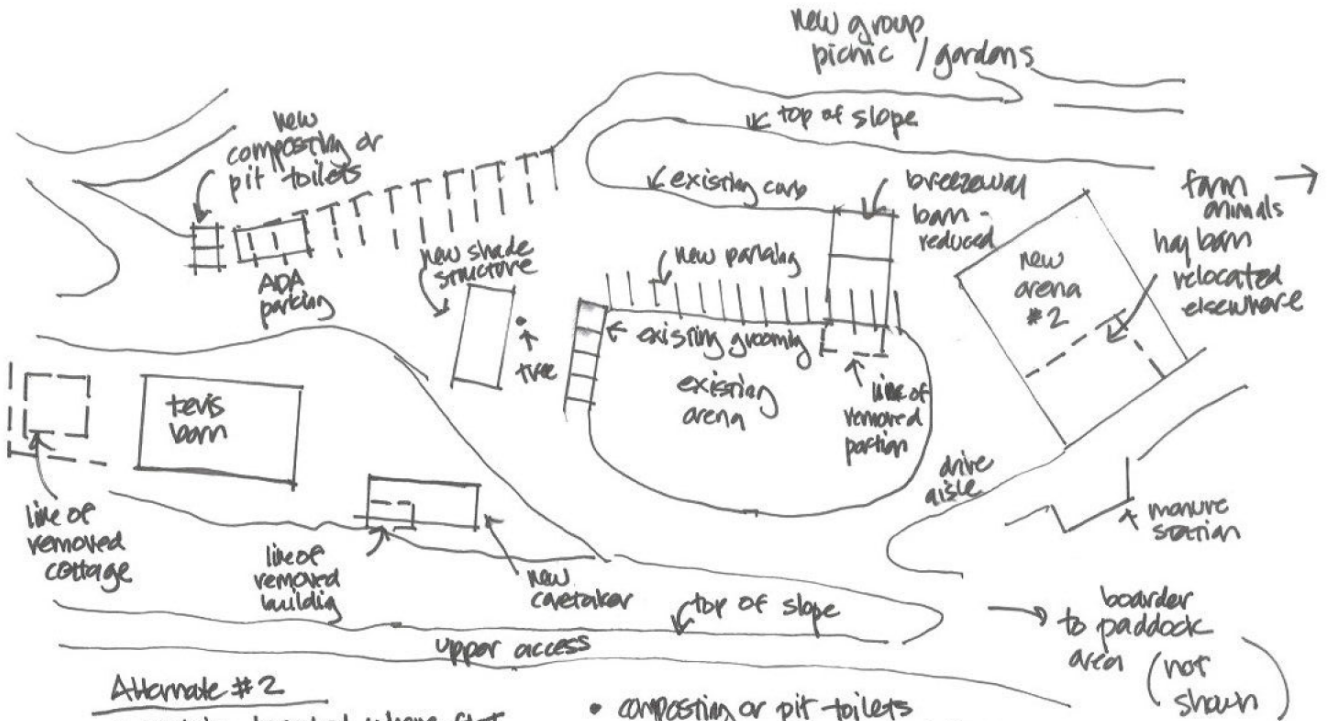 new group
picnic / gardens
top of slope
new
composting or
pit toilets
existing carp
breezeway
barn -
reduced
farm
animals
hay barn
relocated
elsewhere
new shade
structure
new parking
new
arena
#2
ADA
parking
tree
existing grooming
existing
arena
line of
removed
portion
tevis
barn
drive
aisle
manure
station
line of
removed
cottage
line of
removed
building
new
caretaker
top of slope
upper access
boarder
to paddock
area
(not
shown)
Alternate #2
• composting or pit toilets